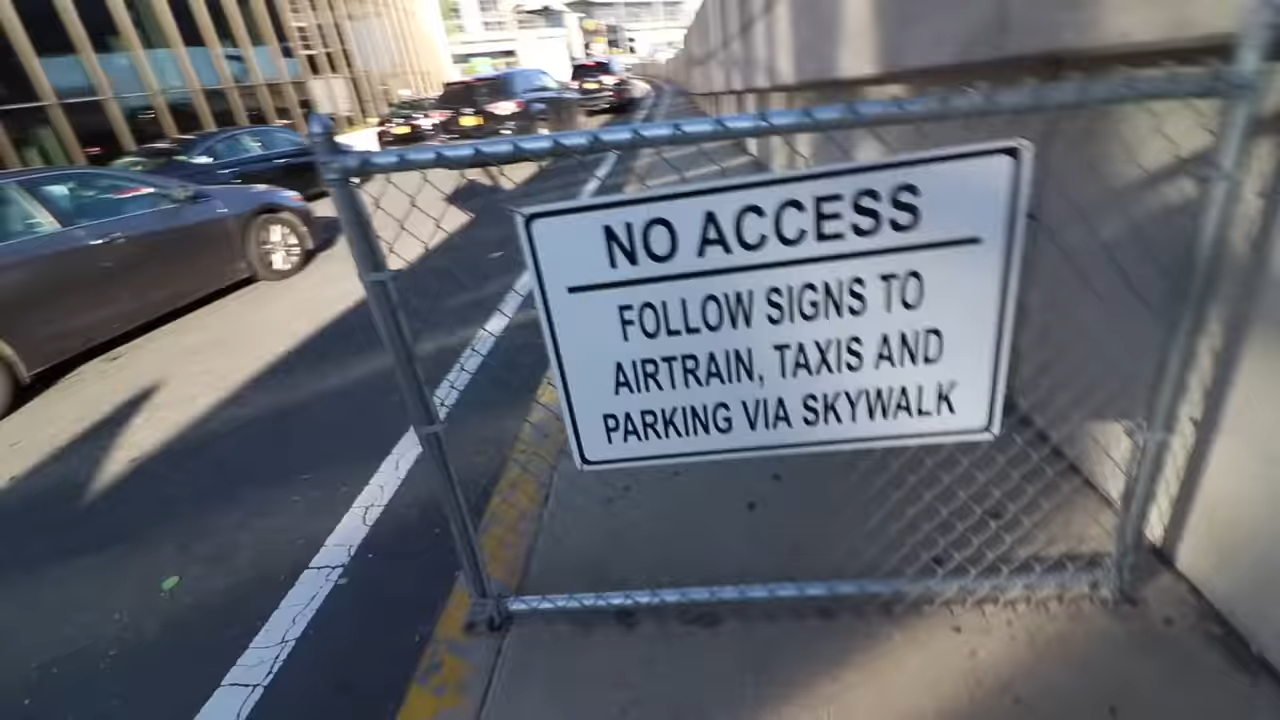 NO ACCESS
FOLLOW SIGNS TO
AIRTRAIN, TAXIS AND
PARKING VIA SKYWALK